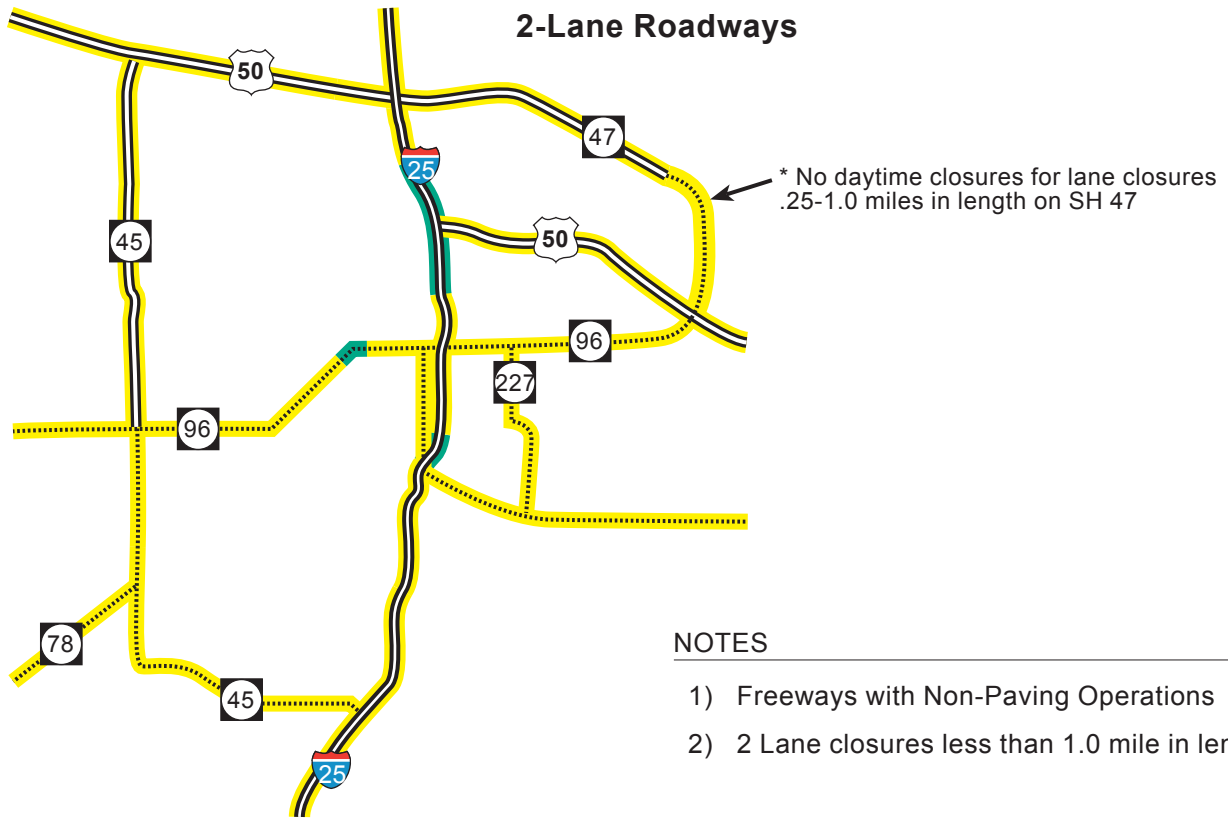 2-Lane Roadways
50
47
25
* No daytime closures for lane closures
.25-1.0 miles in length on SH 47
45
50
96
227
96
78
45
25
NOTES
1) Freeways with Non-Paving Operations
2) 2 Lane closures less than 1.0 mile in